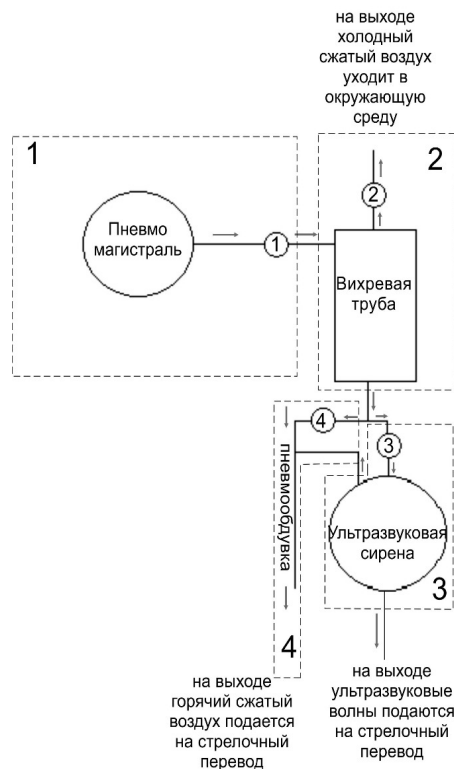 на выходе
холодный
сжатый воздух
уходит в
окружающую
среду
1
2
Пневмо
магистраль
1
2
Вихревая
труба
4
3
пневмообдувка
Ультразвуковая
сирена
3
4
на выходе
горячий сжатый
воздух подается
на стрелочный
перевод
на выходе
ультразвуковые
волны подаются
на стрелочный
перевод